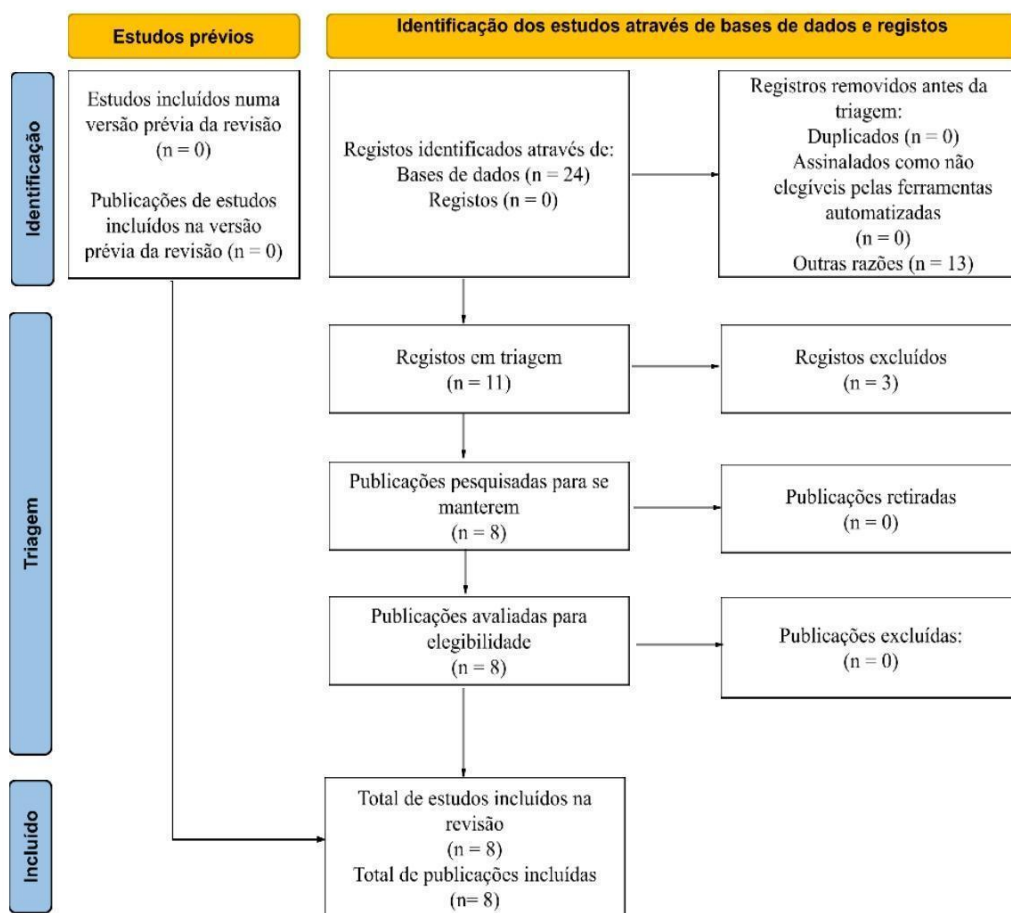 Estudos prévios
Identificação dos estudos através de bases de dados e registos
Identificação
Estudos incluídos numa
versão prévia da revisão
(n = 0)
Publicações de estudos
incluídos na versão
prévia da revisão (n = 0)
Registos identificados através de:
Bases de dados (n = 24)
Registos (n = 0)
Registros removidos antes da
triagem:
Duplicados (n = 0)
Assinalados como não
elegíveis pelas ferramentas
automatizadas
(n = 0)
Outras razões (n = 13)
Triagem
Registos em triagem
(n = 11)
Registos excluídos
(n = 3)
Publicações pesquisadas para se
manterem
(n = 8)
Publicações retiradas
(n = 0)
Publicações avaliadas para
elegibilidade
(n = 8)
Publicações excluídas:
(n = 0)
Incluído
Total de estudos incluídos na
revisão
(n = 8)
Total de publicações incluídas
(n= 8)